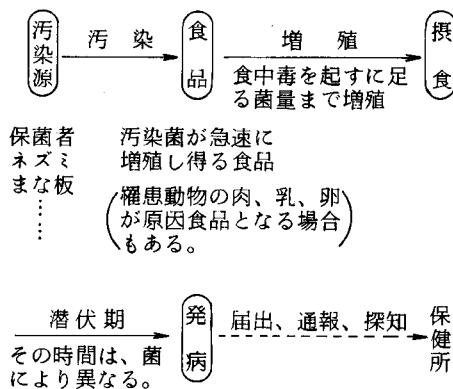 汚染源
汚染
食品
増殖
摂食
食中毒を起すに足
る菌量まで増殖
保菌者
ネズミ
まな板
……
汚染菌が急速に
増殖し得る食品
(罹患動物の肉、乳、卵
が原因食品となる場合
もある。)
潜伏期
その時間は、菌
により異なる。
発病
届出、通報、探知
保健所